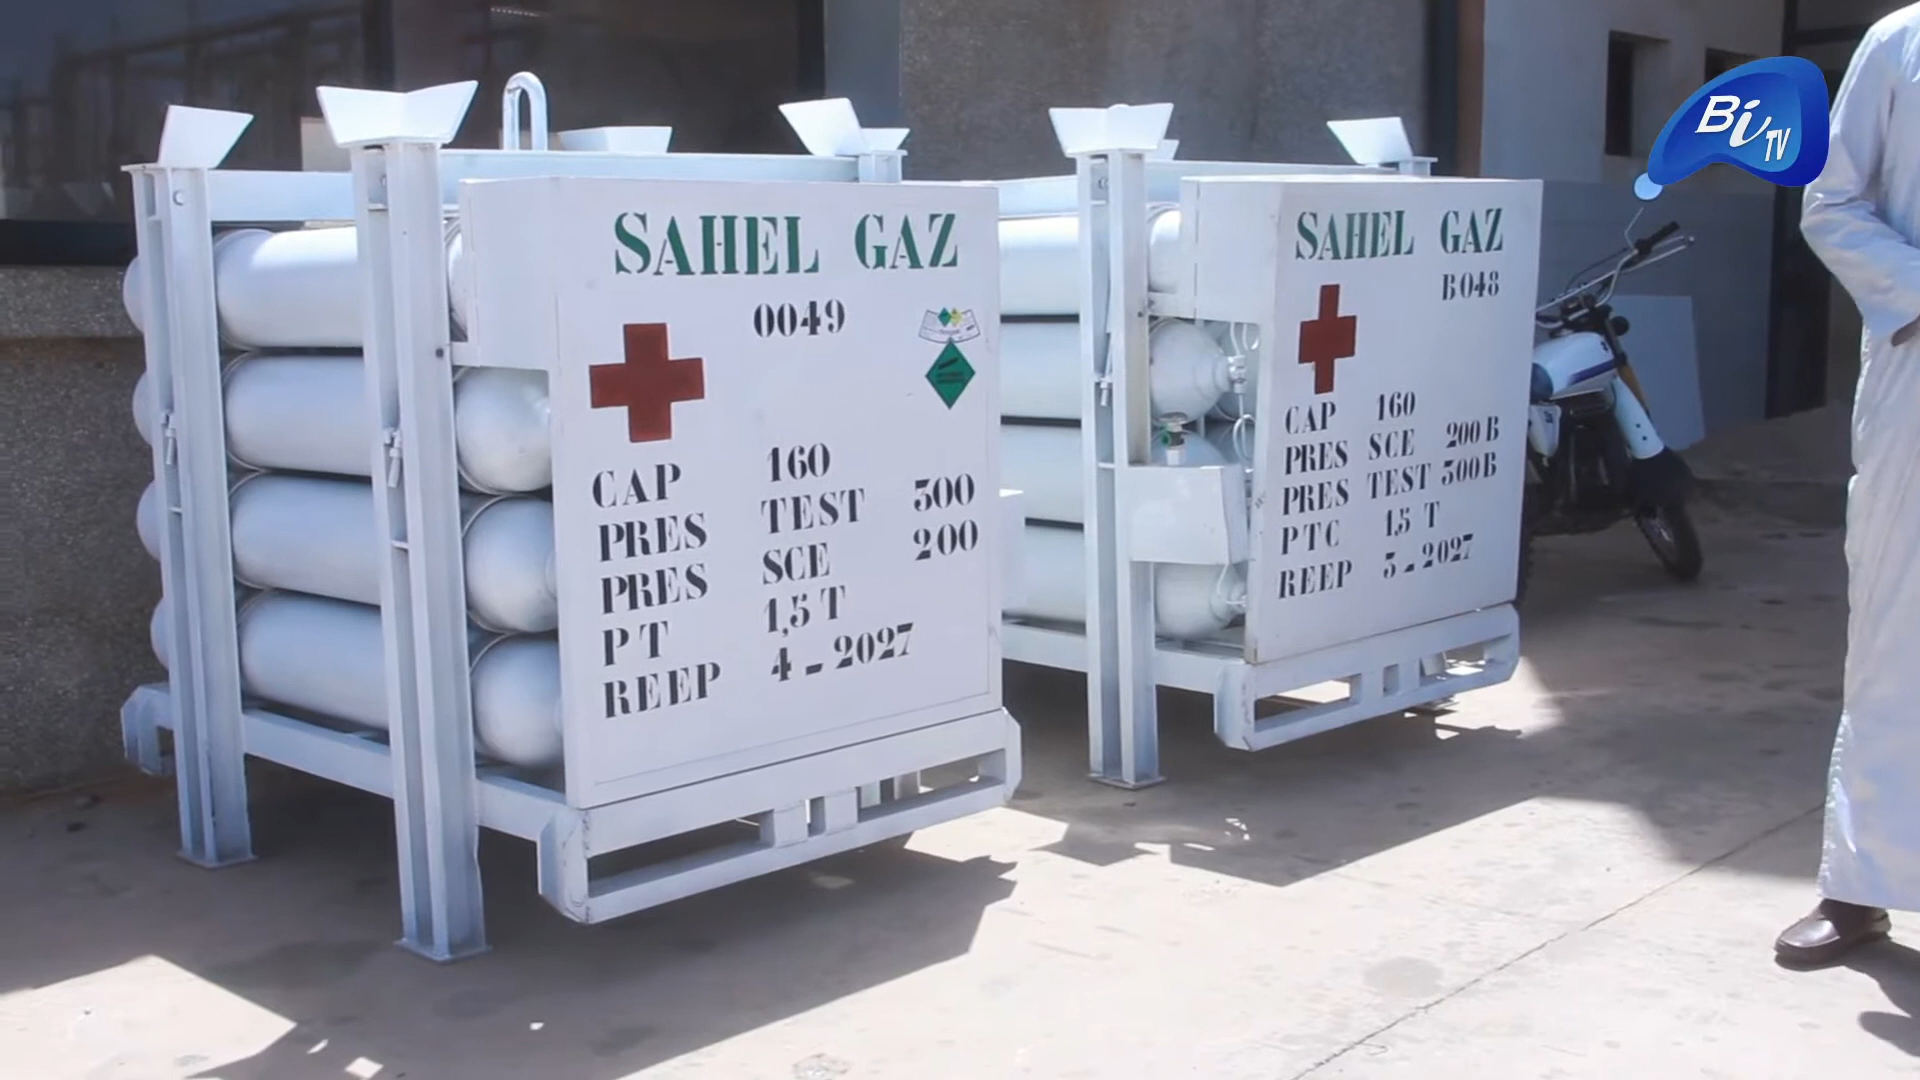 Bi TV
SAHEL GAZ
0049
CAP 160
PRES TEST 300
PRES SCE 200
PT 1,5 T
REEP 4-2027
SAHEL GAZ
B048
CAP 160
PRES SCE 200 B
PRES TEST 300 B
PTC 1,5 T
REEP 3-2027